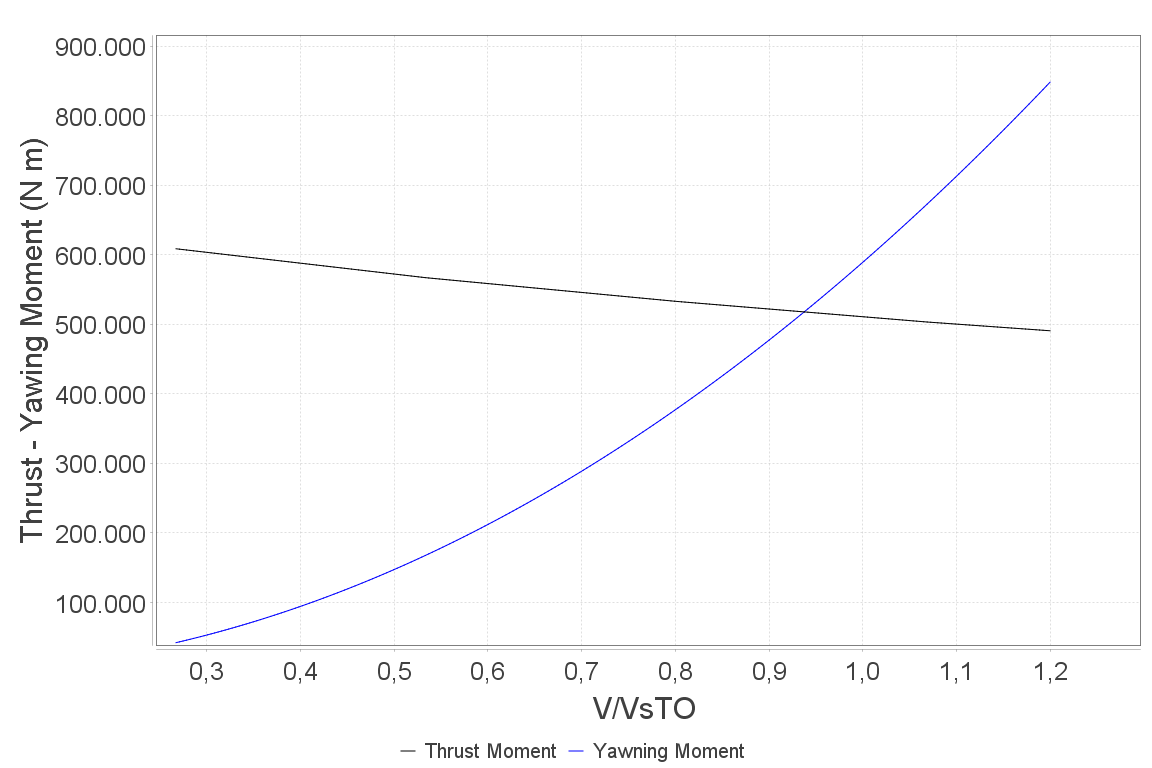 Thrust - Yawing Moment (N m)
900.000
800.000
700.000
600.000
500.000
400.000
300.000
200.000
100.000
0,3 0,4 0,5 0,6 0,7 0,8 0,9 1,0 1,1 1,2
V/VsTO
Thrust Moment Yawning Moment